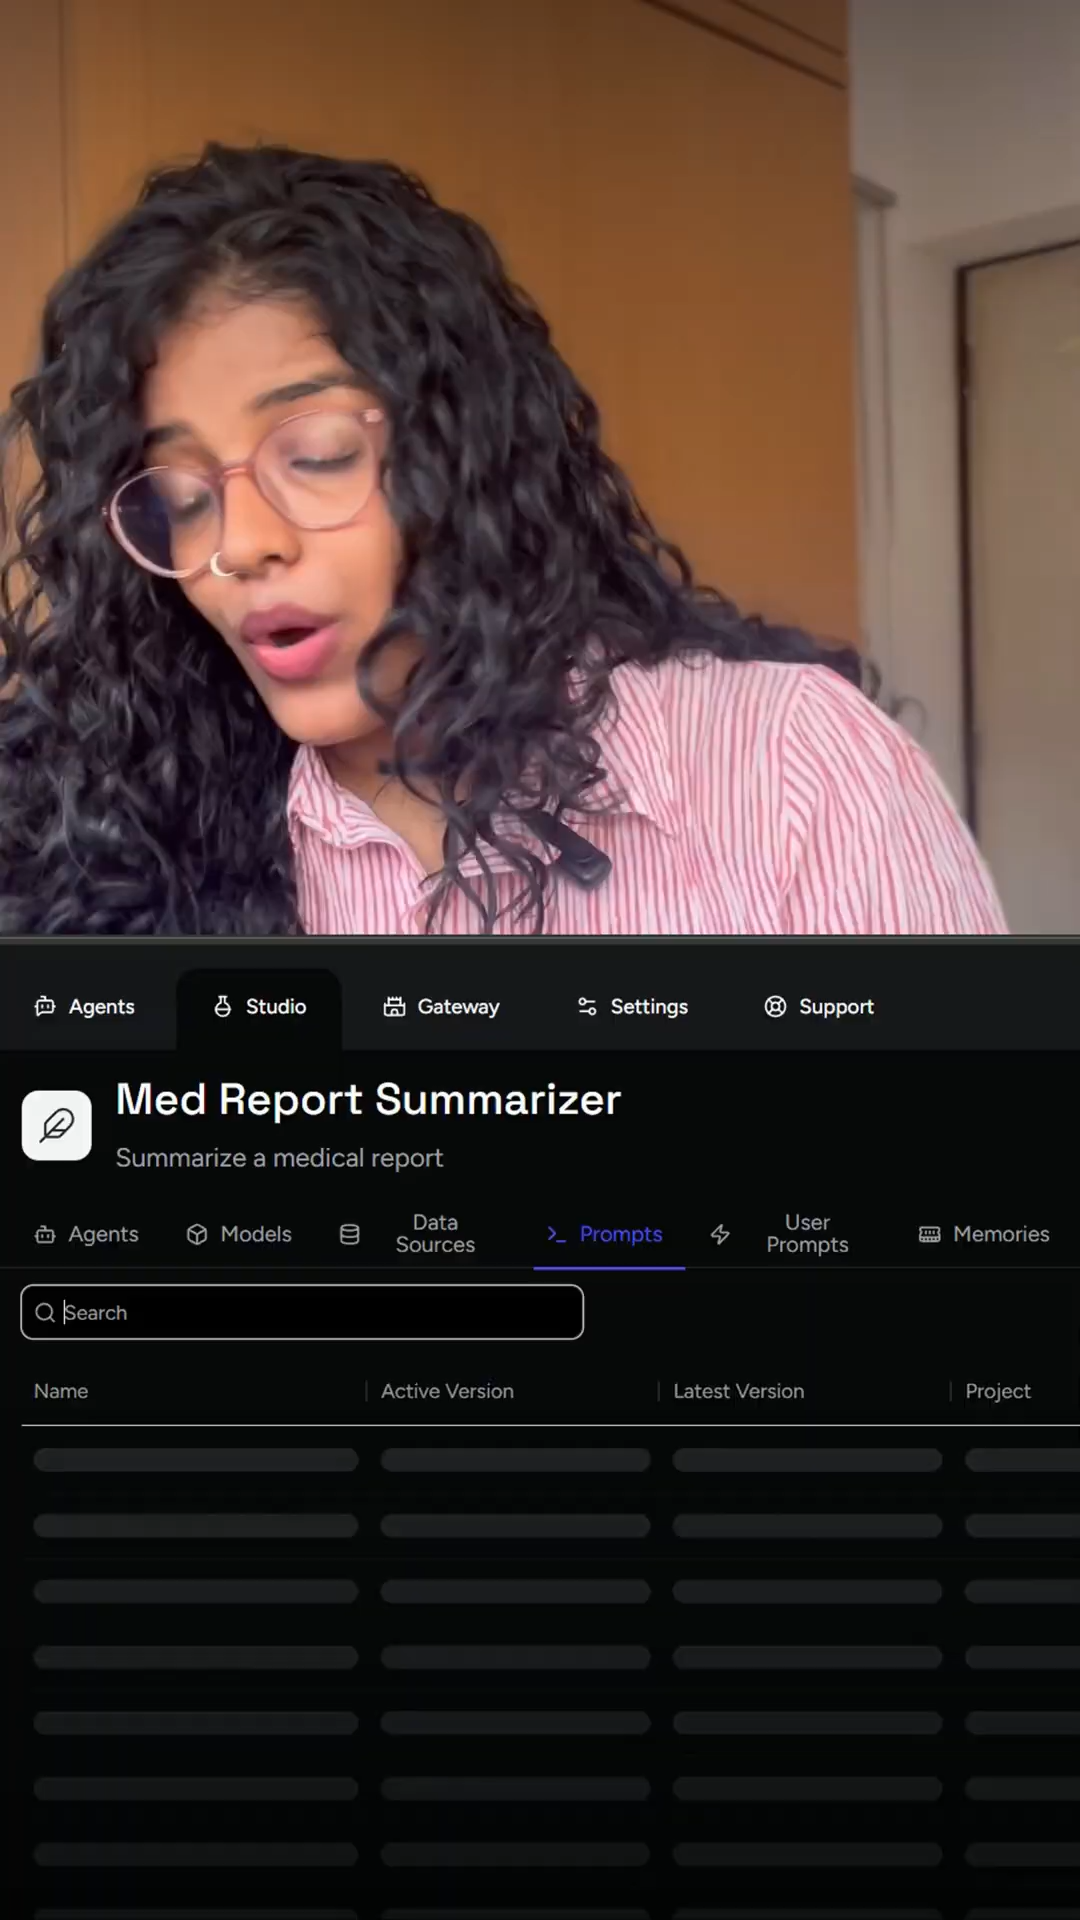 Agents Studio Gateway Settings Support
Med Report Summarizer
Summarize a medical report
Agents Models Data Sources Prompts User Prompts Memories
Search
Name Active Version Latest Version Project